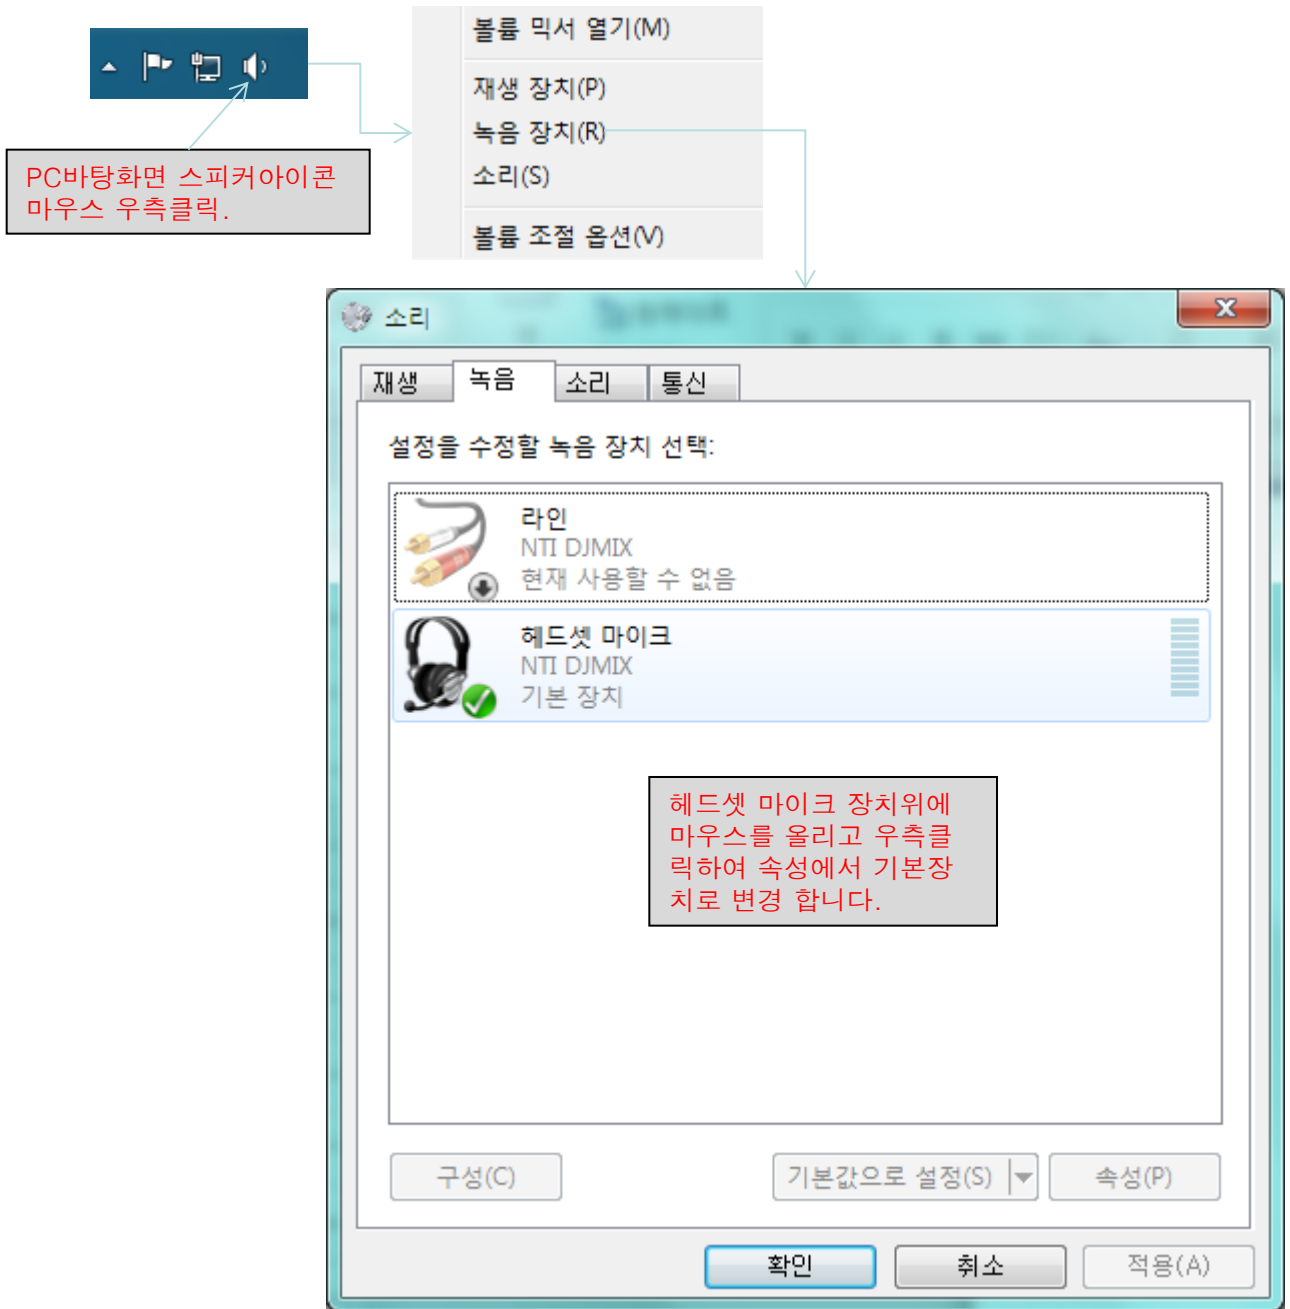 볼륨 믹서 열기(M)
재생 장치(P)
녹음 장치(R)
소리(S)
볼륨 조절 옵션(V)
PC바탕화면 스피커아이콘
마우스 우측클릭.
소리
재생 녹음 소리 통신
설정을 수정할 녹음 장치 선택:
라인
NTI DJMIX
현재 사용할 수 없음
헤드셋 마이크
NTI DJMIX
기본 장치
헤드셋 마이크 장치위에
마우스를 올리고 우측클
릭하여 속성에서 기본장
치로 변경 합니다.
구성(C) 기본값으로 설정(S) 속성(P)
확인 취소 적용(A)